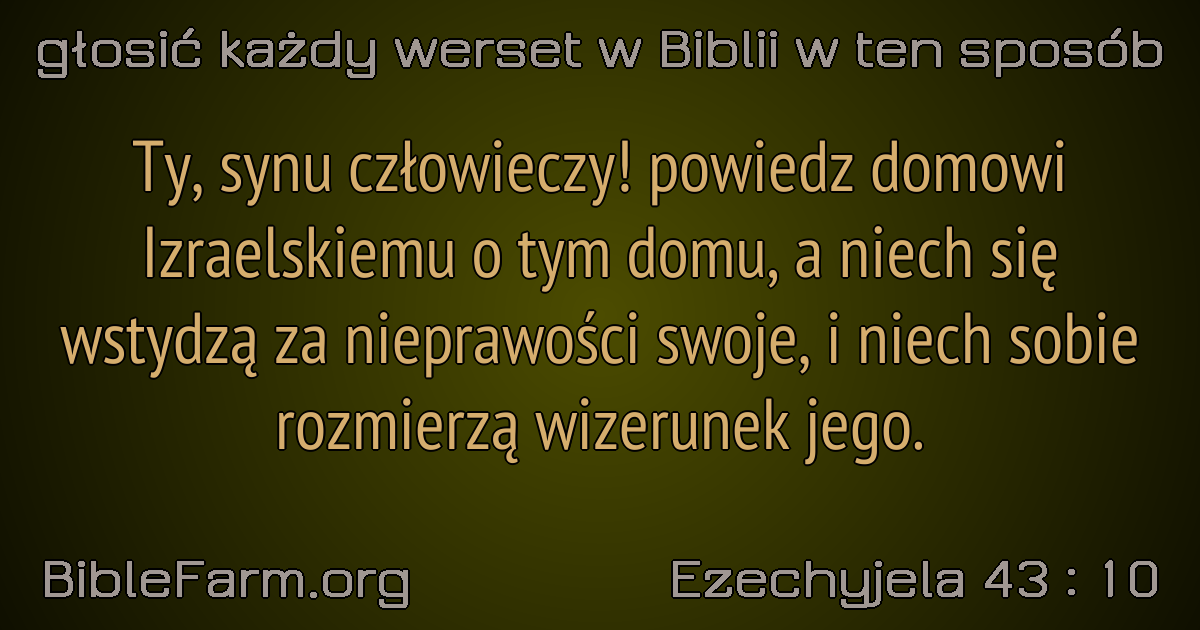 głosić każdy werset w Biblii w ten sposób
Ty, synu człowieczy! powiedz domowi
Izraelskiemu o tym domu, a niech się
wstydzą za nieprawości swoje, i niech sobie
rozmierzą wizerunek jego.
BibleFarm.org
Ezechyjela 43 : 10